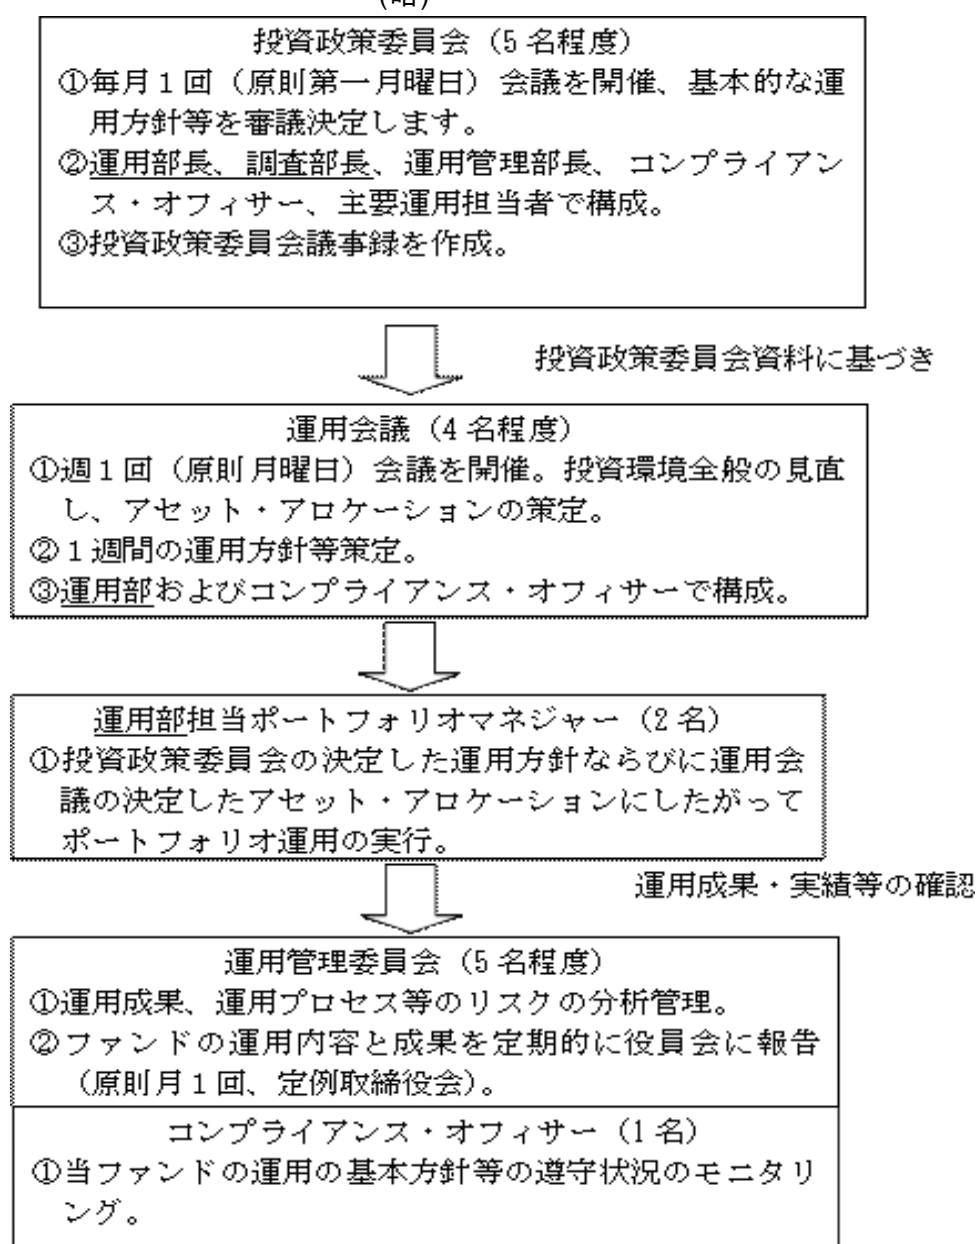 (略)
投資政策委員会（5名程度）
①毎月1回（原則第一月曜日）会議を開催、基本的な運
用方針等を審議決定します。
②運用部長、調査部長、運用管理部長、コンプライアン
ス・オフィサー、主要運用担当者で構成。
③投資政策委員会議事録を作成。
投資政策委員会資料に基づき
運用会議（4名程度）
①週1回（原則月曜日）会議を開催。投資環境全般の見直
し、アセット・アロケーションの策定。
②1週間の運用方針等策定。
③運用部およびコンプライアンス・オフィサーで構成。
運用部担当ポートフォリオマネジャー（2名）
①投資政策委員会の決定した運用方針ならびに運用会
議の決定したアセット・アロケーションにしたがって
ポートフォリオ運用の実行。
運用成果・実績等の確認
運用管理委員会（5名程度）
①運用成果、運用プロセス等のリスクの分析管理。
②ファンドの運用内容と成果を定期的に役員会に報告
（原則月1回、定例取締役会）。
コンプライアンス・オフィサー（1名）
①当ファンドの運用の基本方針等の遵守状況のモニタリ
ング。